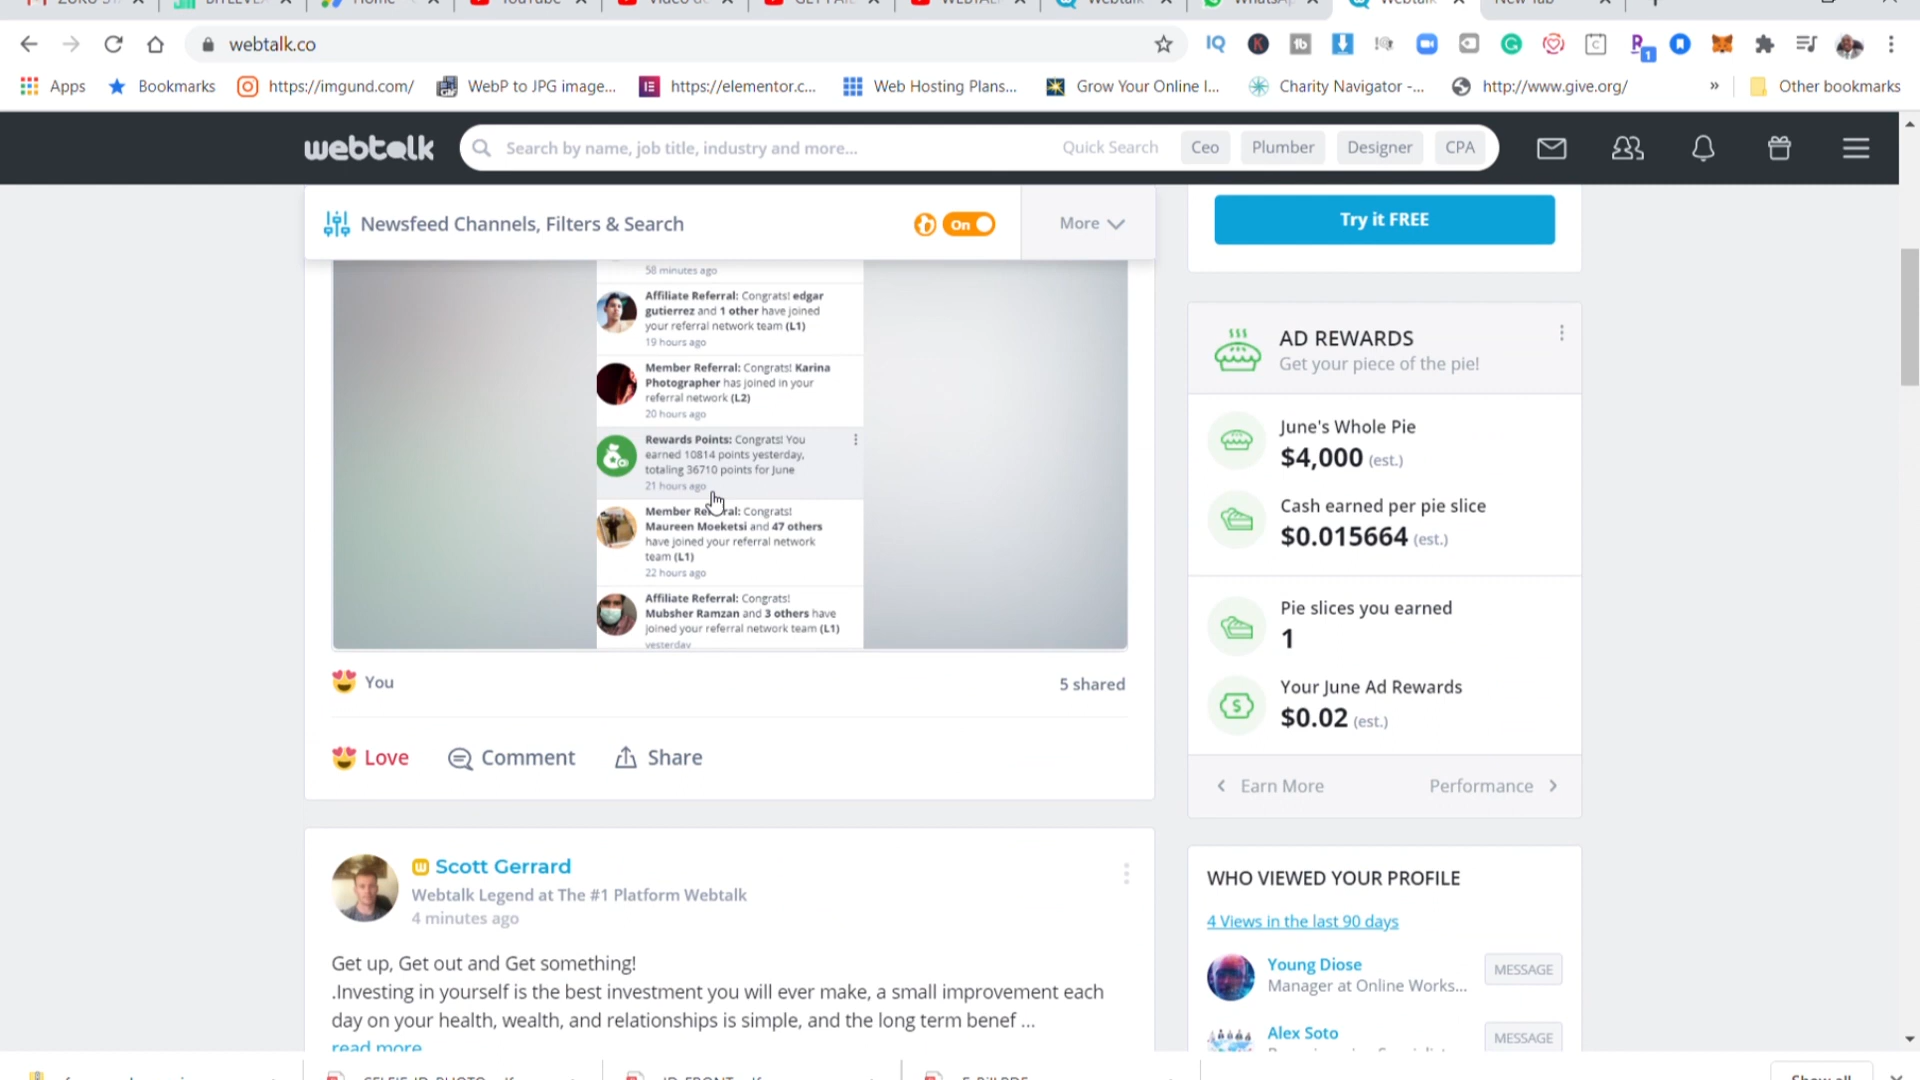 Home
YouTube
New Tab
webtalk.co
IQ
Apps
Bookmarks
https://imgund.com/
WebP to JPG image...
https://elementor.c...
Web Hosting Plans...
Grow Your Online I...
Charity Navigator -...
http://www.give.org/
»
Other bookmarks
webtalk
Search by name, job title, industry and more...
Quick Search
Ceo
Plumber
Designer
CPA
Newsfeed Channels, Filters & Search
On
More
58 minutes ago
Affiliate Referral: Congrats! edgar
gutierrez and 1 other have joined
your referral network team (L1)
19 hours ago
Member Referral: Congrats! Karina
Photographer has joined in your
referral network (L2)
20 hours ago
Rewards Points: Congrats! You
earned 10814 points yesterday,
totaling 36710 points for June
21 hours ago
Member Referral: Congrats!
Maureen Moeketsi and 47 others
have joined your referral network
team (L1)
22 hours ago
Affiliate Referral: Congrats!
Mubsher Ramzan and 3 others have
joined your referral network team (L1)
yesterday
You
5 shared
Love
Comment
Share
Scott Gerrard
Webtalk Legend at The #1 Platform Webtalk
4 minutes ago
Get up, Get out and Get something!
.Investing in yourself is the best investment you will ever make, a small improvement each
day on your health, wealth, and relationships is simple, and the long term benef ...
read more
Try it FREE
AD REWARDS
Get your piece of the pie!
June's Whole Pie
$4,000 (est.)
Cash earned per pie slice
$0.015664 (est.)
Pie slices you earned
1
Your June Ad Rewards
$0.02 (est.)
Earn More
Performance
WHO VIEWED YOUR PROFILE
4 Views in the last 90 days
Young Diose
Manager at Online Works...
MESSAGE
Alex Soto
MESSAGE
Show all